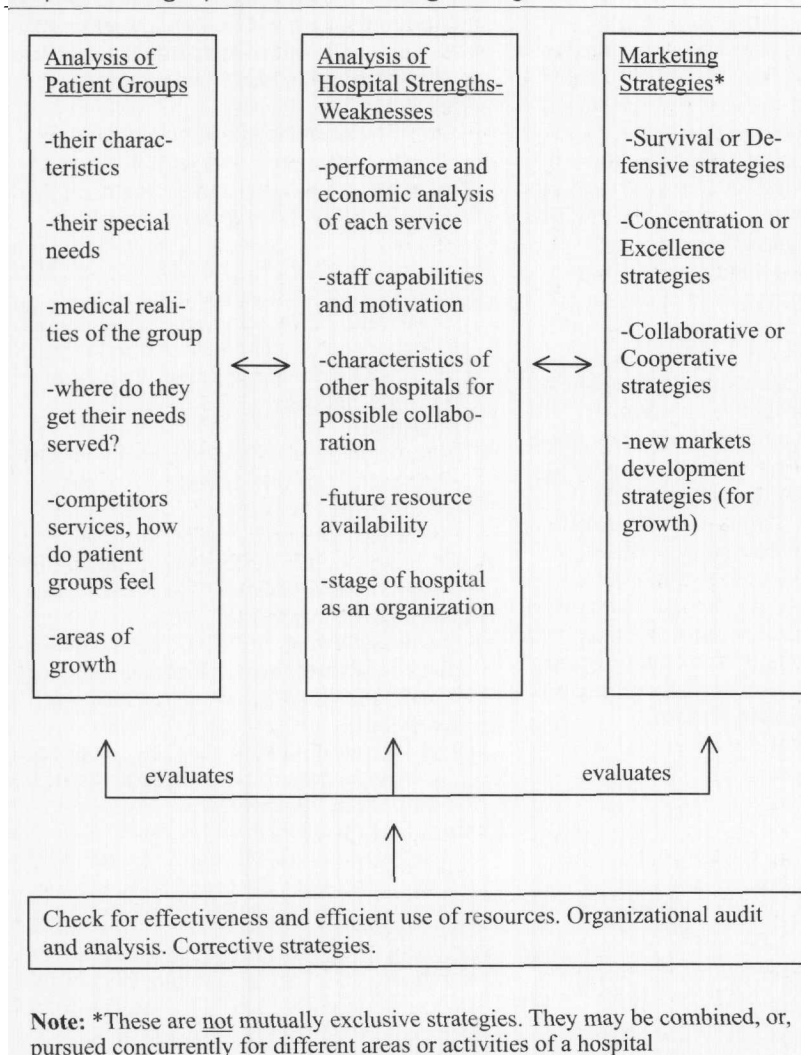 Analysis of
Patient Groups
-their charac-
teristics
-their special
needs
-medical reali-
ties of the group
-where do they
get their needs
served?
-competitors
services, how
do patient
groups feel
-areas of
growth
Analysis of
Hospital Strengths-
Weaknesses
-performance and
economic analysis
of each service
-staff capabilities
and motivation
-characteristics of
other hospitals for
possible collabo-
ration
-future resource
availability
-stage of hospital
as an organization
Marketing
Strategies*
-Survival or De-
fensive strategies
-Concentration or
Excellence
strategies
-Collaborative or
Cooperative
strategies
-new markets
development
strategies (for
growth)
evaluates
evaluates
Check for effectiveness and efficient use of resources. Organizational audit
and analysis. Corrective strategies.
Note: *These are not mutually exclusive strategies. They may be combined, or,
pursued concurrently for different areas or activities of a hospital